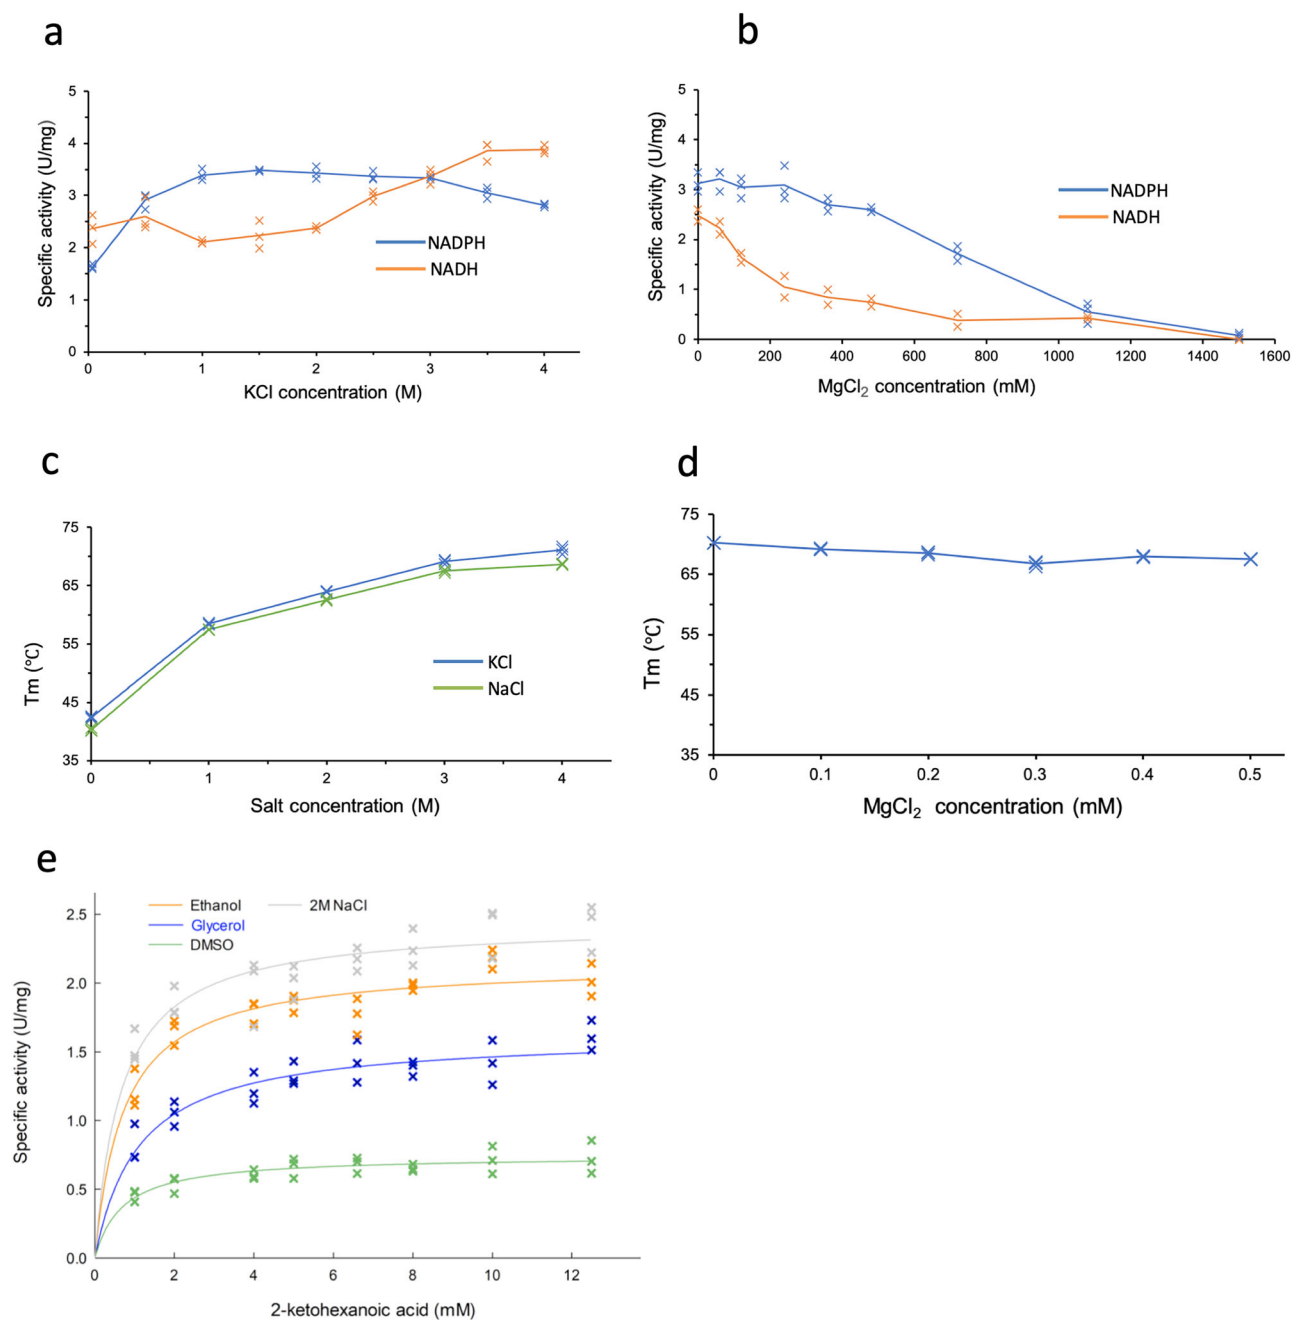 a
5
4
3
2
1
0
0
1
2
3
4
Specific activity (U/mg)
KCl concentration (M)
NADPH
NADH
b
5
4
3
2
1
0
0
200
400
600
800
1000
1200
1400
1600
Specific activity (U/mg)
MgCl2 concentration (mM)
NADPH
NADH
c
75
65
55
45
35
0
1
2
3
4
Tm (°C)
Salt concentration (M)
KCl
NaCl
d
75
65
55
45
35
0
0.1
0.2
0.3
0.4
0.5
Tm (°C)
MgCl2 concentration (mM)
e
Ethanol
2M NaCl
Glycerol
DMSO
2.5
2.0
1.5
1.0
0.5
0.0
0
2
4
6
8
10
12
Specific activity (U/mg)
2-ketohexanoic acid (mM)